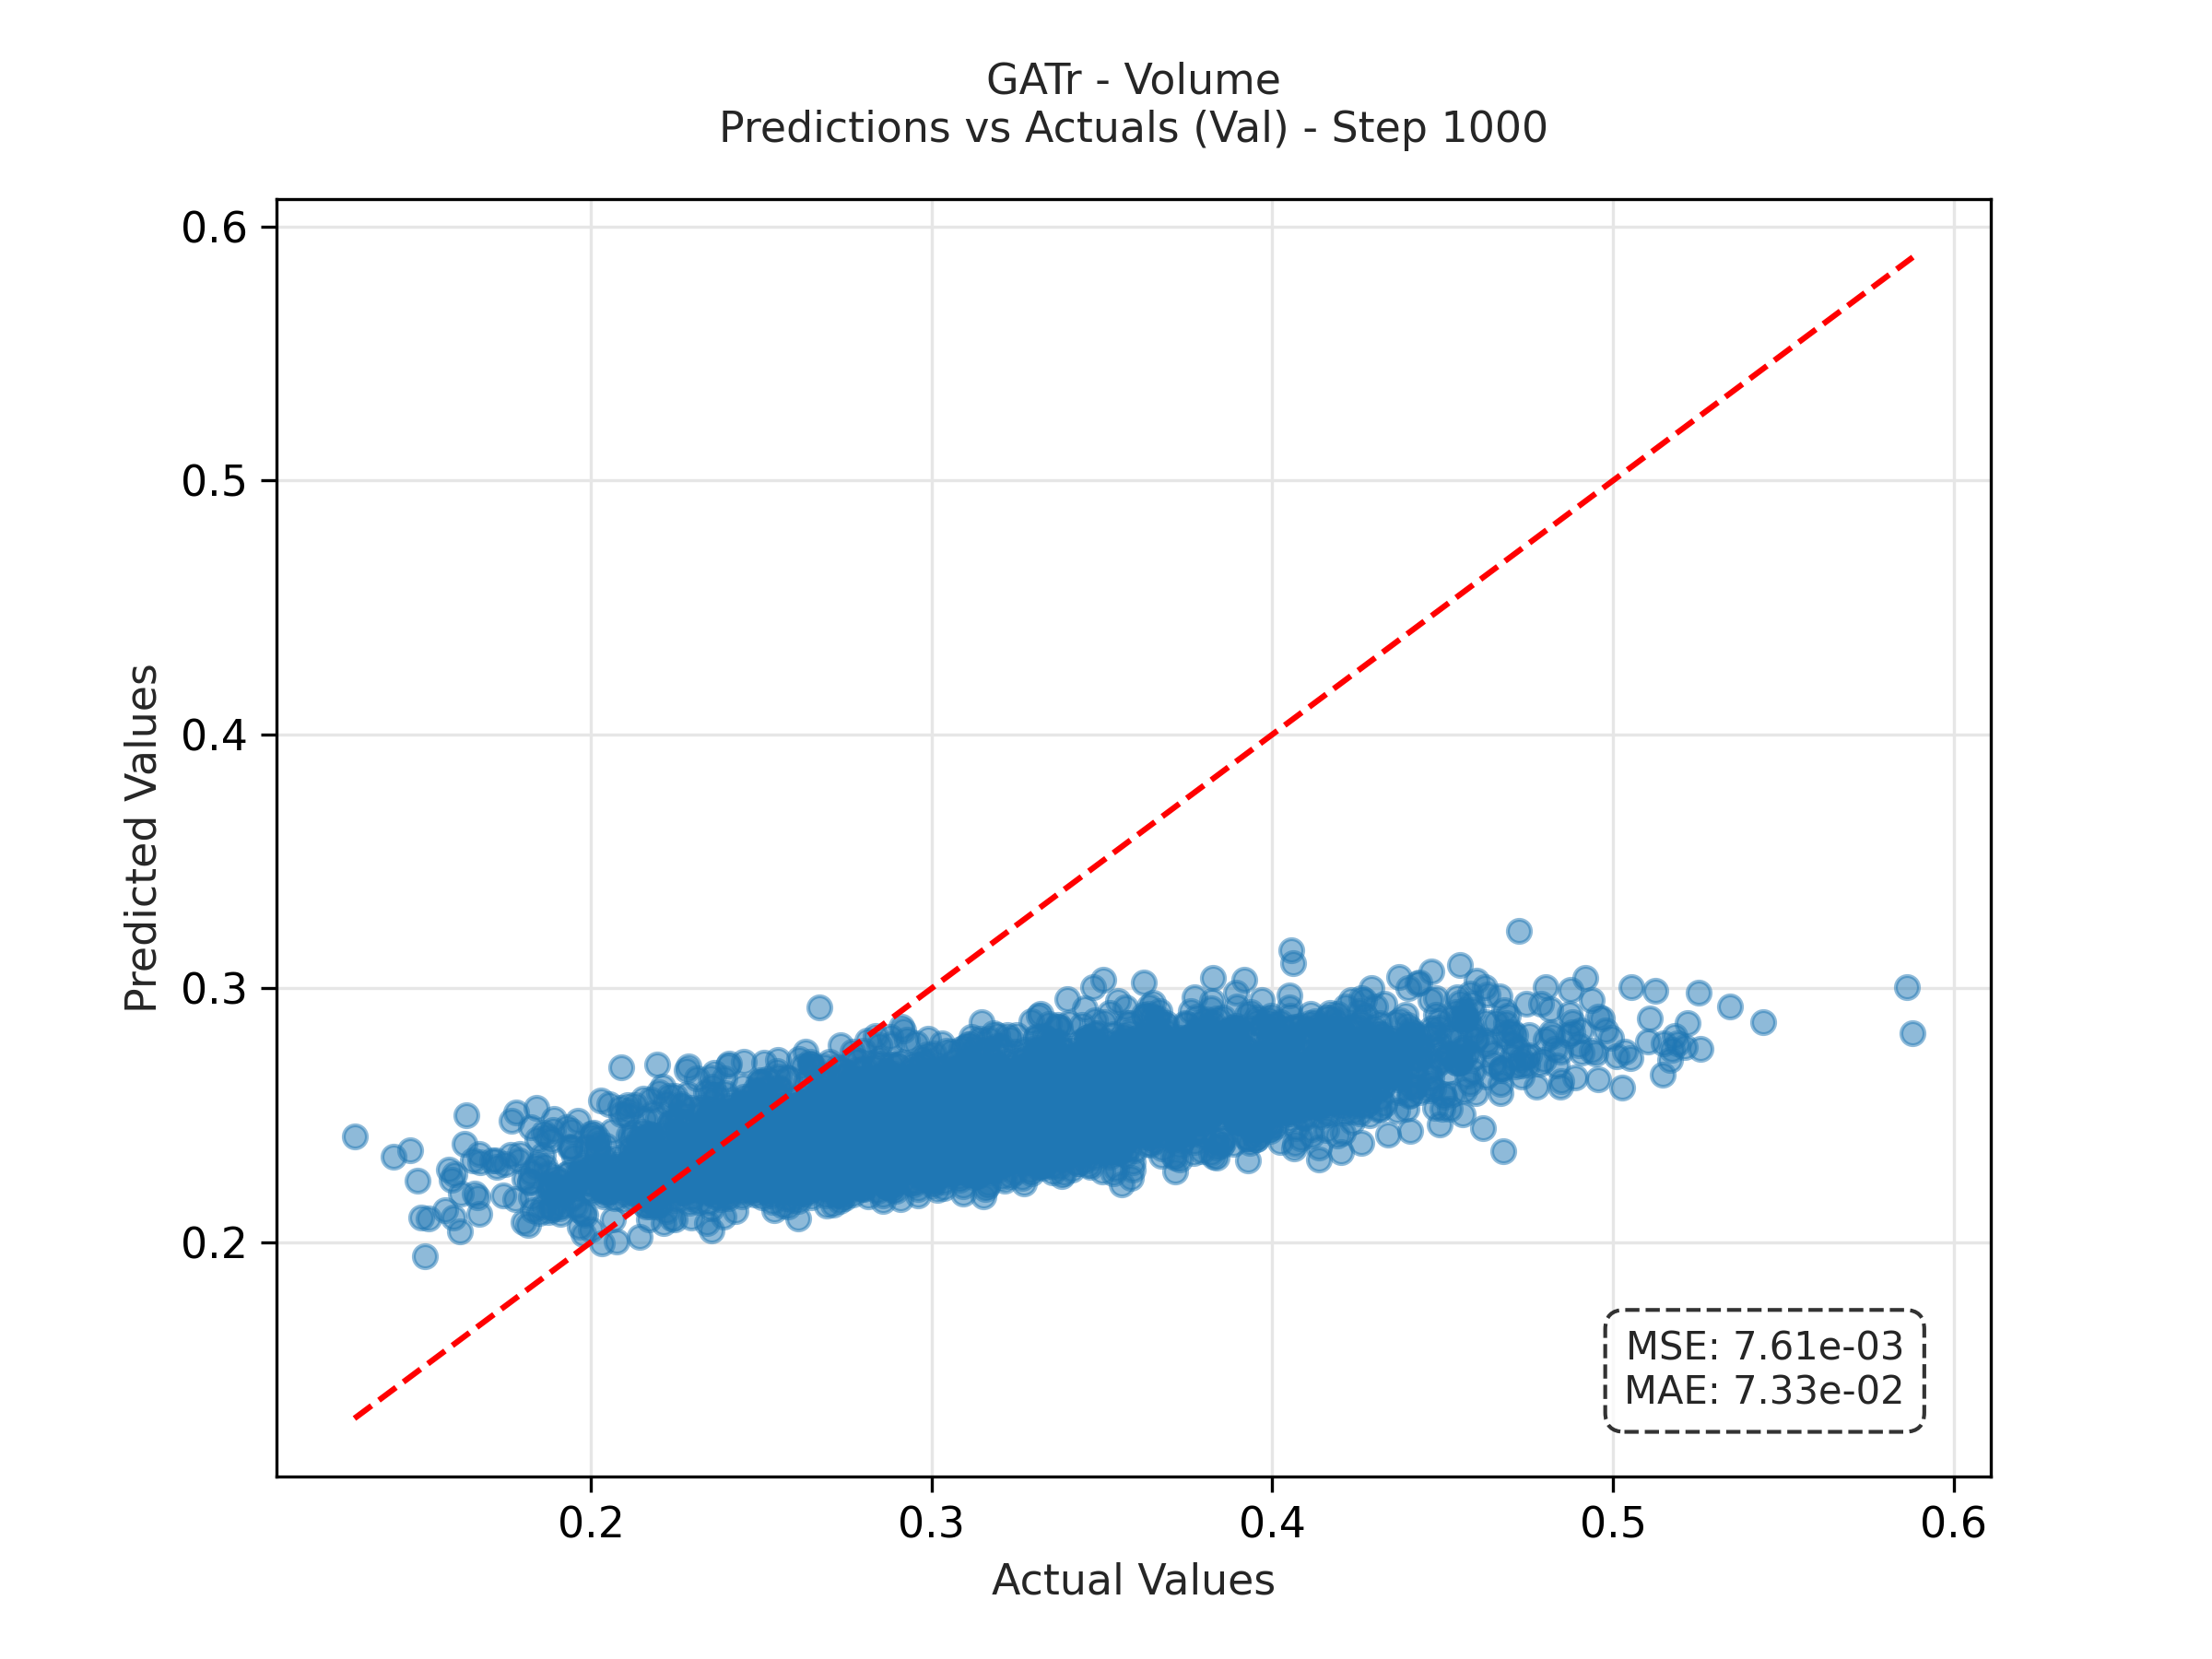 GATr - Volume
Predictions vs Actuals (Val) - Step 1000
0.6
0.5
0.4
0.3
0.2
Predicted Values
MSE: 7.61e-03
MAE: 7.33e-02
0.2 0.3 0.4 0.5 0.6
Actual Values